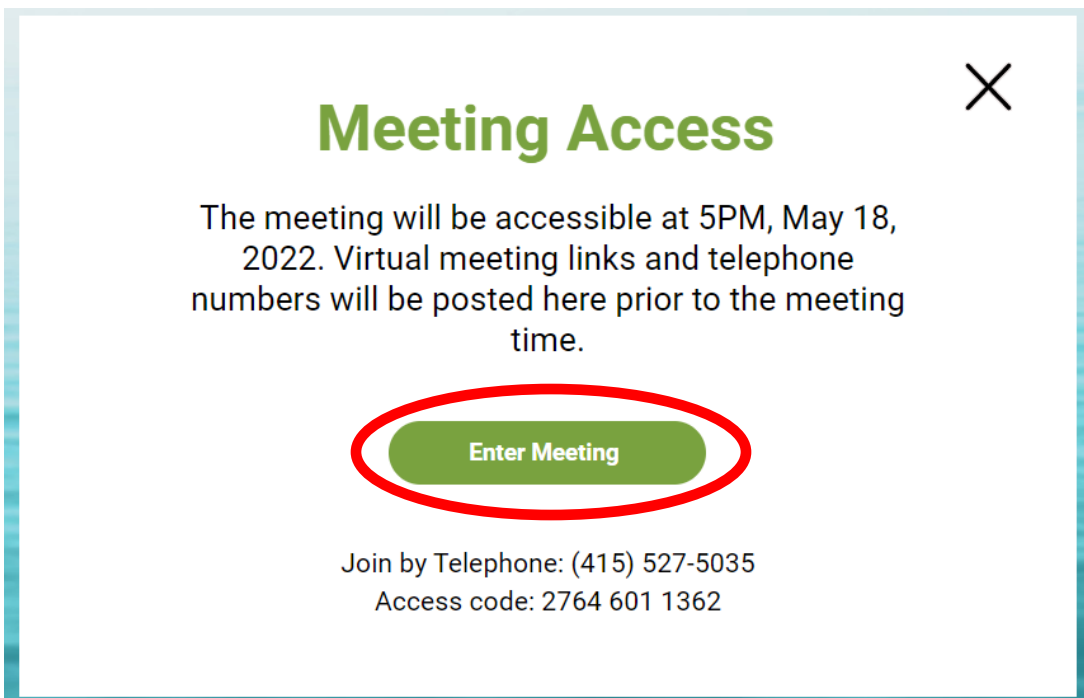 Meeting Access
The meeting will be accessible at 5PM, May 18,
2022. Virtual meeting links and telephone
numbers will be posted here prior to the meeting
time.
Enter Meeting
Join by Telephone: (415) 527-5035
Access code: 2764 601 1362